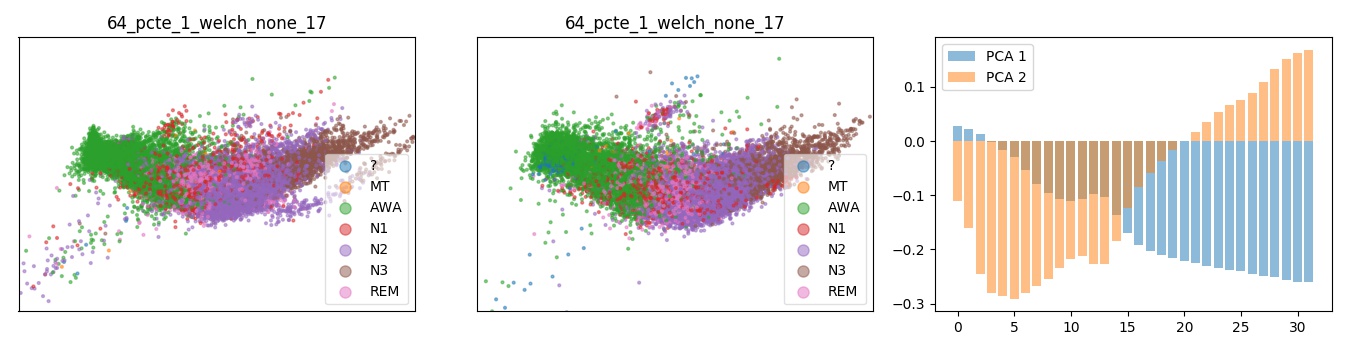 64_pcte_1_welch_none_17
?
MT
AWA
N1
N2
N3
REM
64_pcte_1_welch_none_17
?
MT
AWA
N1
N2
N3
REM
PCA 1
PCA 2
0.1
0.0
−0.1
−0.2
−0.3
0 5 10 15 20 25 30